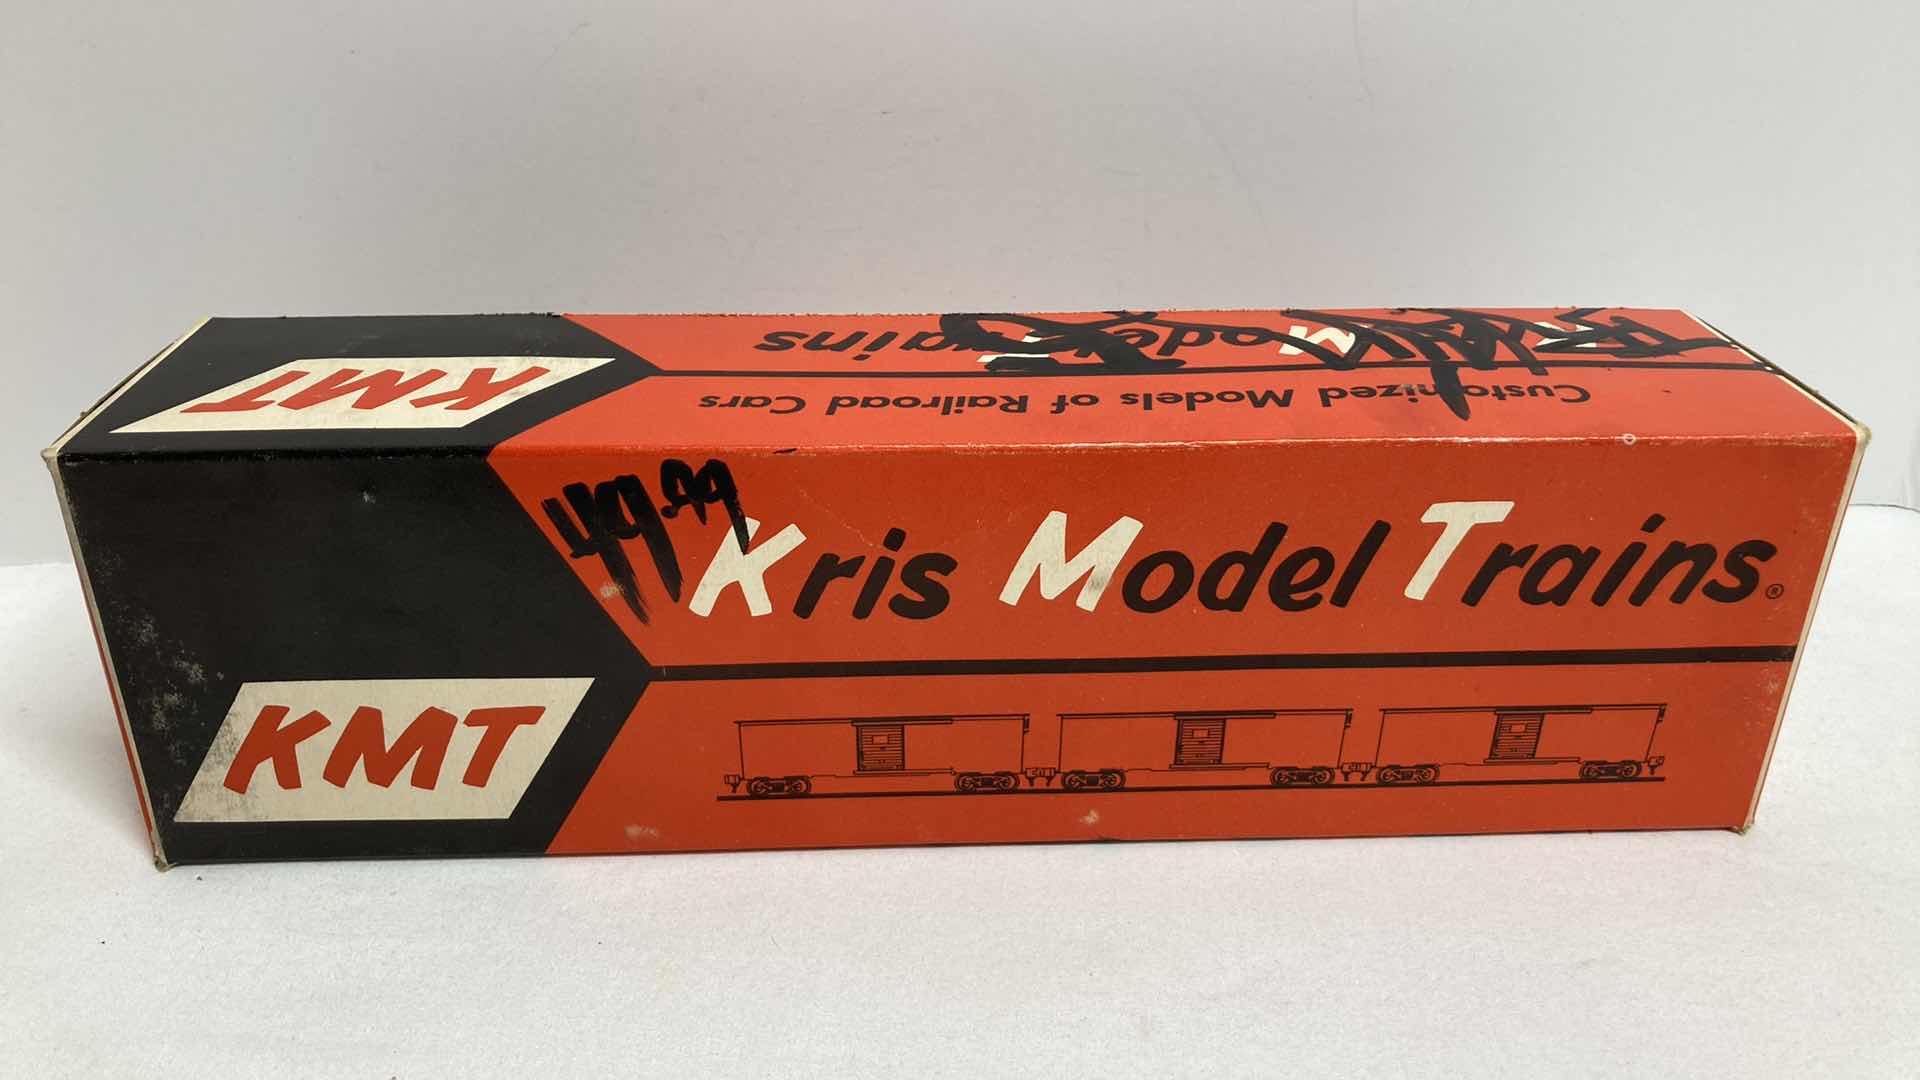 KMT
Kris Model Trains
Customized Models of Railroad Cars
49.99
Kris Model Trains®
KMT